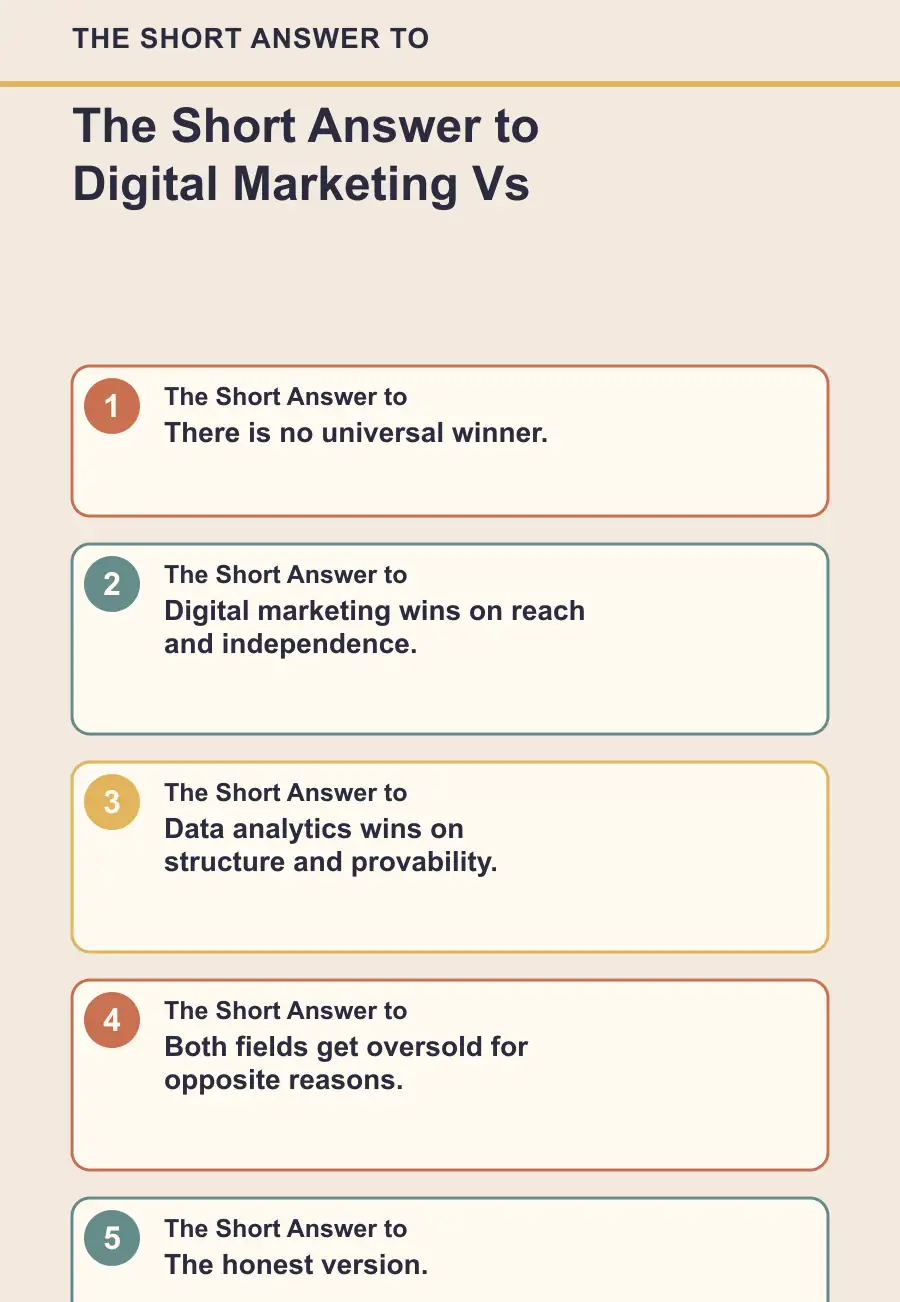 THE SHORT ANSWER TO
The Short Answer to
Digital Marketing Vs
1
The Short Answer to
There is no universal winner.
2
The Short Answer to
Digital marketing wins on reach
and independence.
3
The Short Answer to
Data analytics wins on
structure and provability.
4
The Short Answer to
Both fields get oversold for
opposite reasons.
5
The Short Answer to
The honest version.